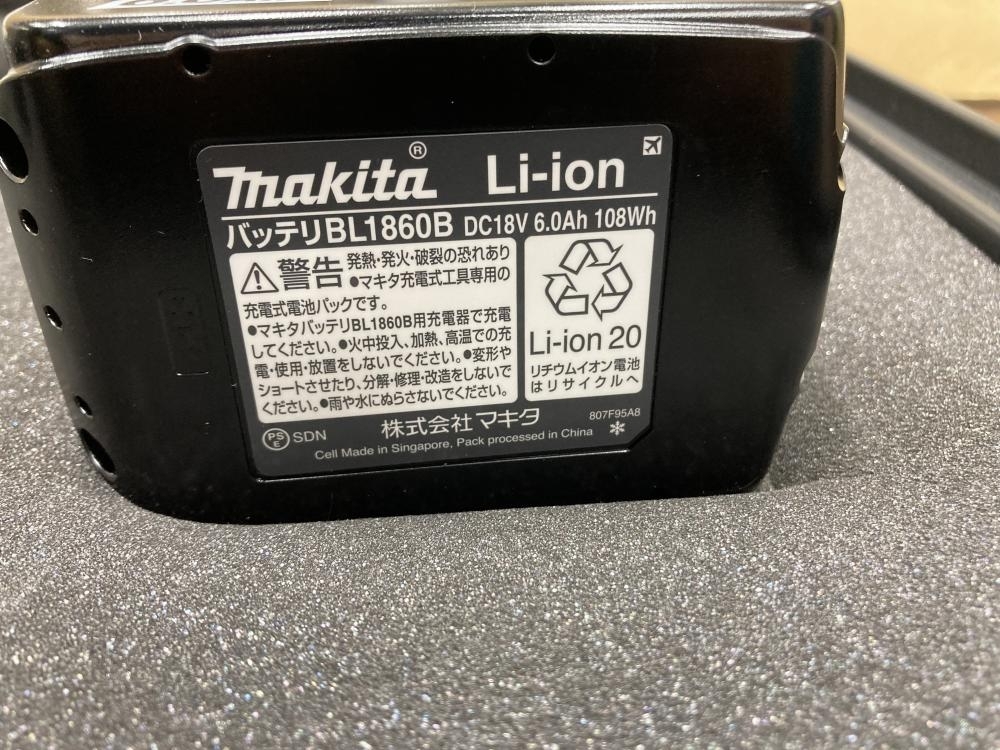 makita® Li-ion
バッテリBL1860B DC18V 6.0Ah 108Wh
警告 発熱・発火・破裂の恐れあり
●マキタ充電式工具専用の
充電式電池パックです。
●マキタバッテリBL1860B用充電器で充電
してください。●火中投入、加熱、高温での充
電・使用・放置をしないでください。●変形や
ショートさせたり、分解・修理・改造をしないで
ください。●雨や水にぬらさないでください。
Li-ion 20
リチウムイオン電池
はリサイクルへ
PSE SDN 株式会社マキタ 807F95A8
Cell Made in Singapore, Pack processed in China *